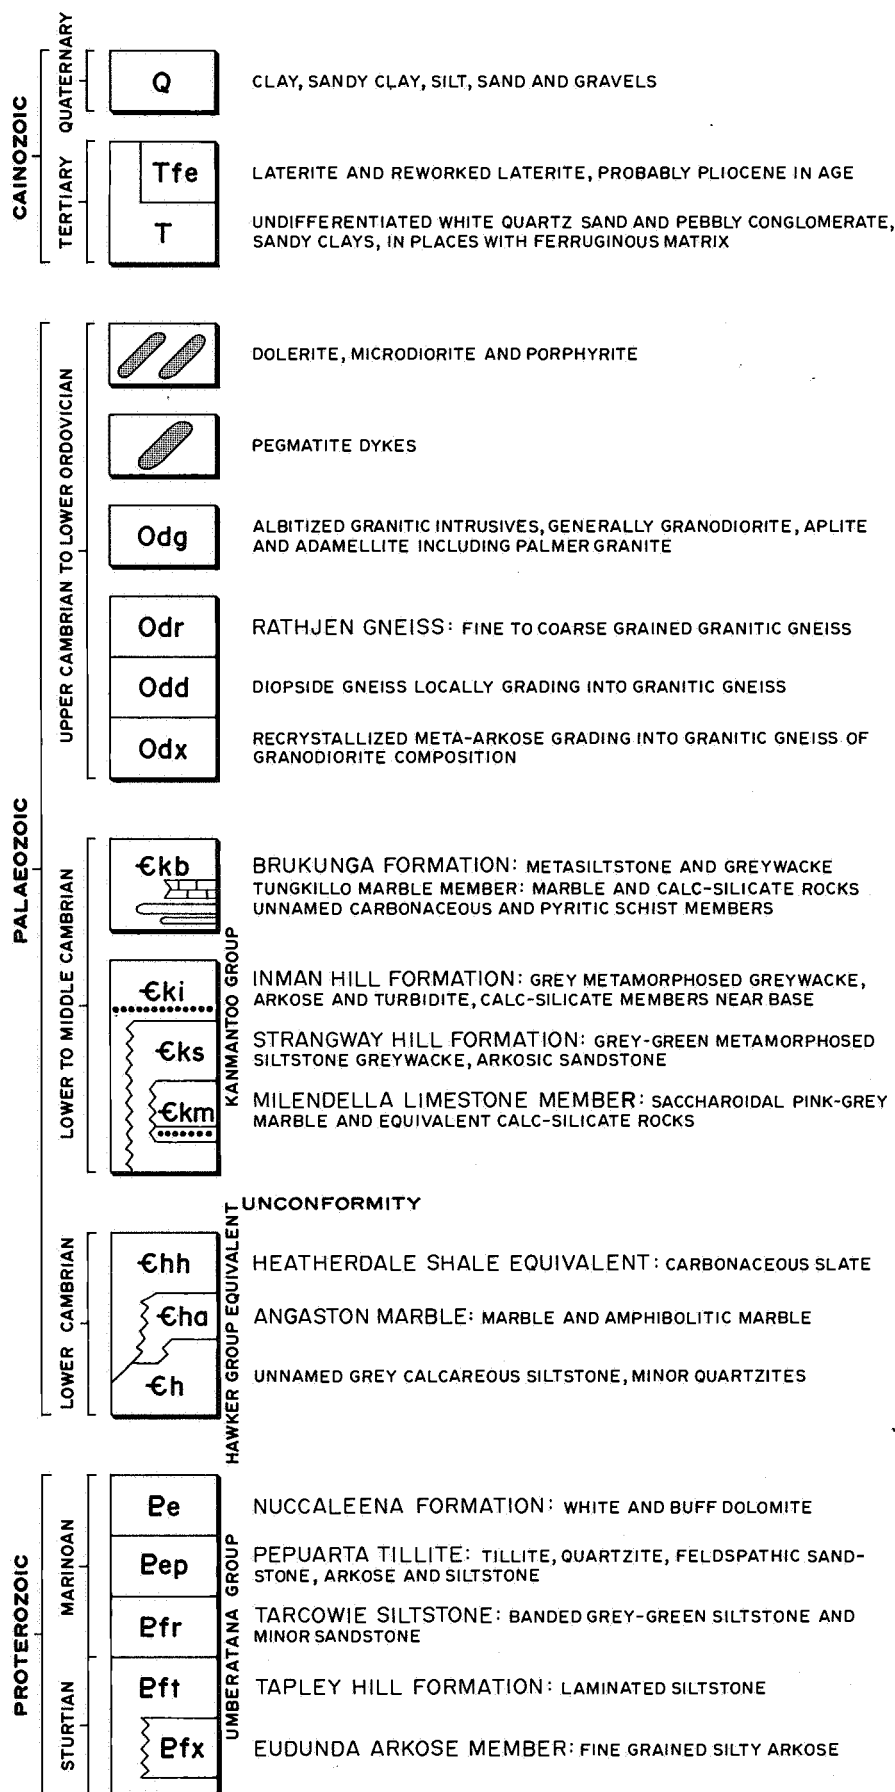 CAINOZOIC
QUATERNARY
Q
CLAY, SANDY CLAY, SILT, SAND AND GRAVELS
TERTIARY
Tfe
LATERITE AND REWORKED LATERITE, PROBABLY PLIOCENE IN AGE
T
UNDIFFERENTIATED WHITE QUARTZ SAND AND PEBBLY CONGLOMERATE,
SANDY CLAYS, IN PLACES WITH FERRUGINOUS MATRIX
PALAEOZOIC
UPPER CAMBRIAN TO LOWER ORDOVICIAN
DOLERITE, MICRODIORITE AND PORPHYRITE
PEGMATITE DYKES
Odg
ALBITIZED GRANITIC INTRUSIVES, GENERALLY GRANODIORITE, APLITE
AND ADAMELLITE INCLUDING PALMER GRANITE
Odr
RATHJEN GNEISS: FINE TO COARSE GRAINED GRANITIC GNEISS
Odd
DIOPSIDE GNEISS LOCALLY GRADING INTO GRANITIC GNEISS
Odx
RECRYSTALLIZED META-ARKOSE GRADING INTO GRANITIC GNEISS OF
GRANODIORITE COMPOSITION
LOWER TO MIDDLE CAMBRIAN
KANMANTOO GROUP
Єkb
BRUKUNGA FORMATION: METASILTSTONE AND GREYWACKE
TUNGKILLO MARBLE MEMBER: MARBLE AND CALC-SILICATE ROCKS
UNNAMED CARBONACEOUS AND PYRITIC SCHIST MEMBERS
Єki
INMAN HILL FORMATION: GREY METAMORPHOSED GREYWACKE,
ARKOSE AND TURBIDITE, CALC-SILICATE MEMBERS NEAR BASE
Єks
STRANGWAY HILL FORMATION: GREY-GREEN METAMORPHOSED
SILTSTONE GREYWACKE, ARKOSIC SANDSTONE
Єkm
MILENDELLA LIMESTONE MEMBER: SACCHAROIDAL PINK-GREY
MARBLE AND EQUIVALENT CALC-SILICATE ROCKS
UNCONFORMITY
LOWER CAMBRIAN
HAWKER GROUP EQUIVALENT
Єhh
HEATHERDALE SHALE EQUIVALENT: CARBONACEOUS SLATE
Єha
ANGASTON MARBLE: MARBLE AND AMPHIBOLITIC MARBLE
Єh
UNNAMED GREY CALCAREOUS SILTSTONE, MINOR QUARTZITES
PROTEROZOIC
MARINOAN
UMBERATANA GROUP
Ꝑe
NUCCALEENA FORMATION: WHITE AND BUFF DOLOMITE
Ꝑep
PEPUARTA TILLITE: TILLITE, QUARTZITE, FELDSPATHIC SAND-
STONE, ARKOSE AND SILTSTONE
Ꝑfr
TARCOWIE SILTSTONE: BANDED GREY-GREEN SILTSTONE AND
MINOR SANDSTONE
STURTIAN
Ꝑft
TAPLEY HILL FORMATION: LAMINATED SILTSTONE
Ꝑfx
EUDUNDA ARKOSE MEMBER: FINE GRAINED SILTY ARKOSE